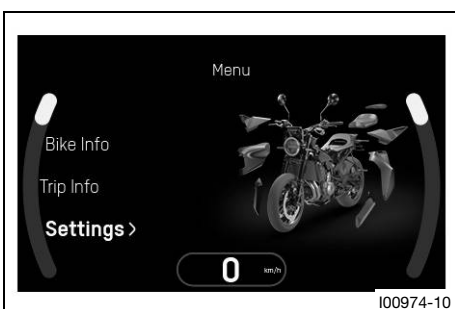 Menu
Bike Info
Trip Info
Settings >
0 km/h
I00974-10